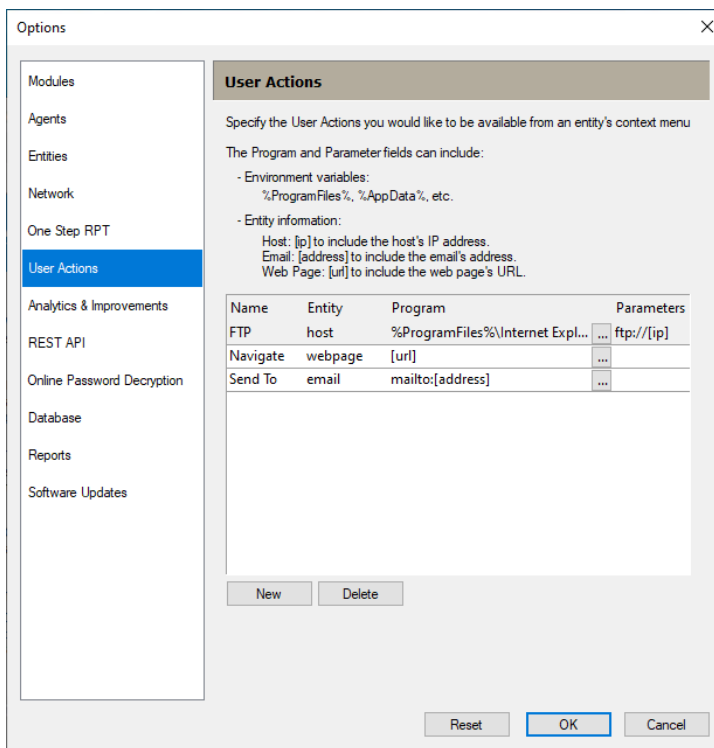 Options
Modules
Agents
Entities
Network
One Step RPT
User Actions
Analytics & Improvements
REST API
Online Password Decryption
Database
Reports
Software Updates
User Actions
Specify the User Actions you would like to be available from an entity's context menu
The Program and Parameter fields can include:
- Environment variables:
%ProgramFiles%, %AppData%, etc.
- Entity information:
Host: [ip] to include the host's IP address.
Email: [address] to include the email's address.
Web Page: [url] to include the web page's URL.
Name Entity Program Parameters
FTP host %ProgramFiles%\Internet Expl... ... ftp://[ip]
Navigate webpage [url] ...
Send To email mailto:[address] ...
New Delete
Reset OK Cancel